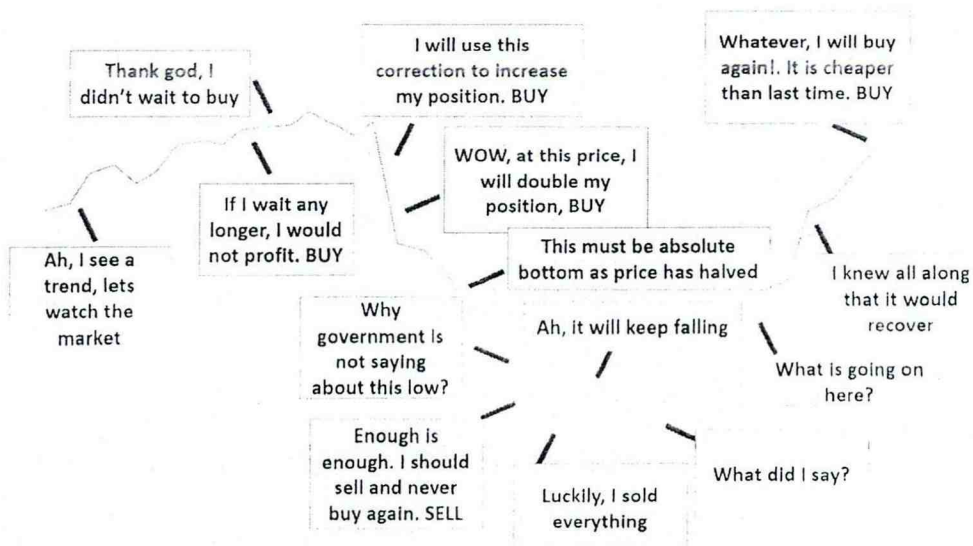 Thank god, I
didn't wait to buy
I will use this
correction to increase
my position. BUY
Whatever, I will buy
again!. It is cheaper
than last time. BUY
WOW, at this price, I
will double my
position, BUY
If I wait any
longer, I would
not profit. BUY
This must be absolute
bottom as price has halved
Ah, I see a
trend, lets
watch the
market
I knew all along
that it would
recover
Why
government is
not saying
about this low?
Ah, it will keep falling
What is going on
here?
Enough is
enough. I should
sell and never
buy again. SELL
Luckily, I sold
everything
What did I say?